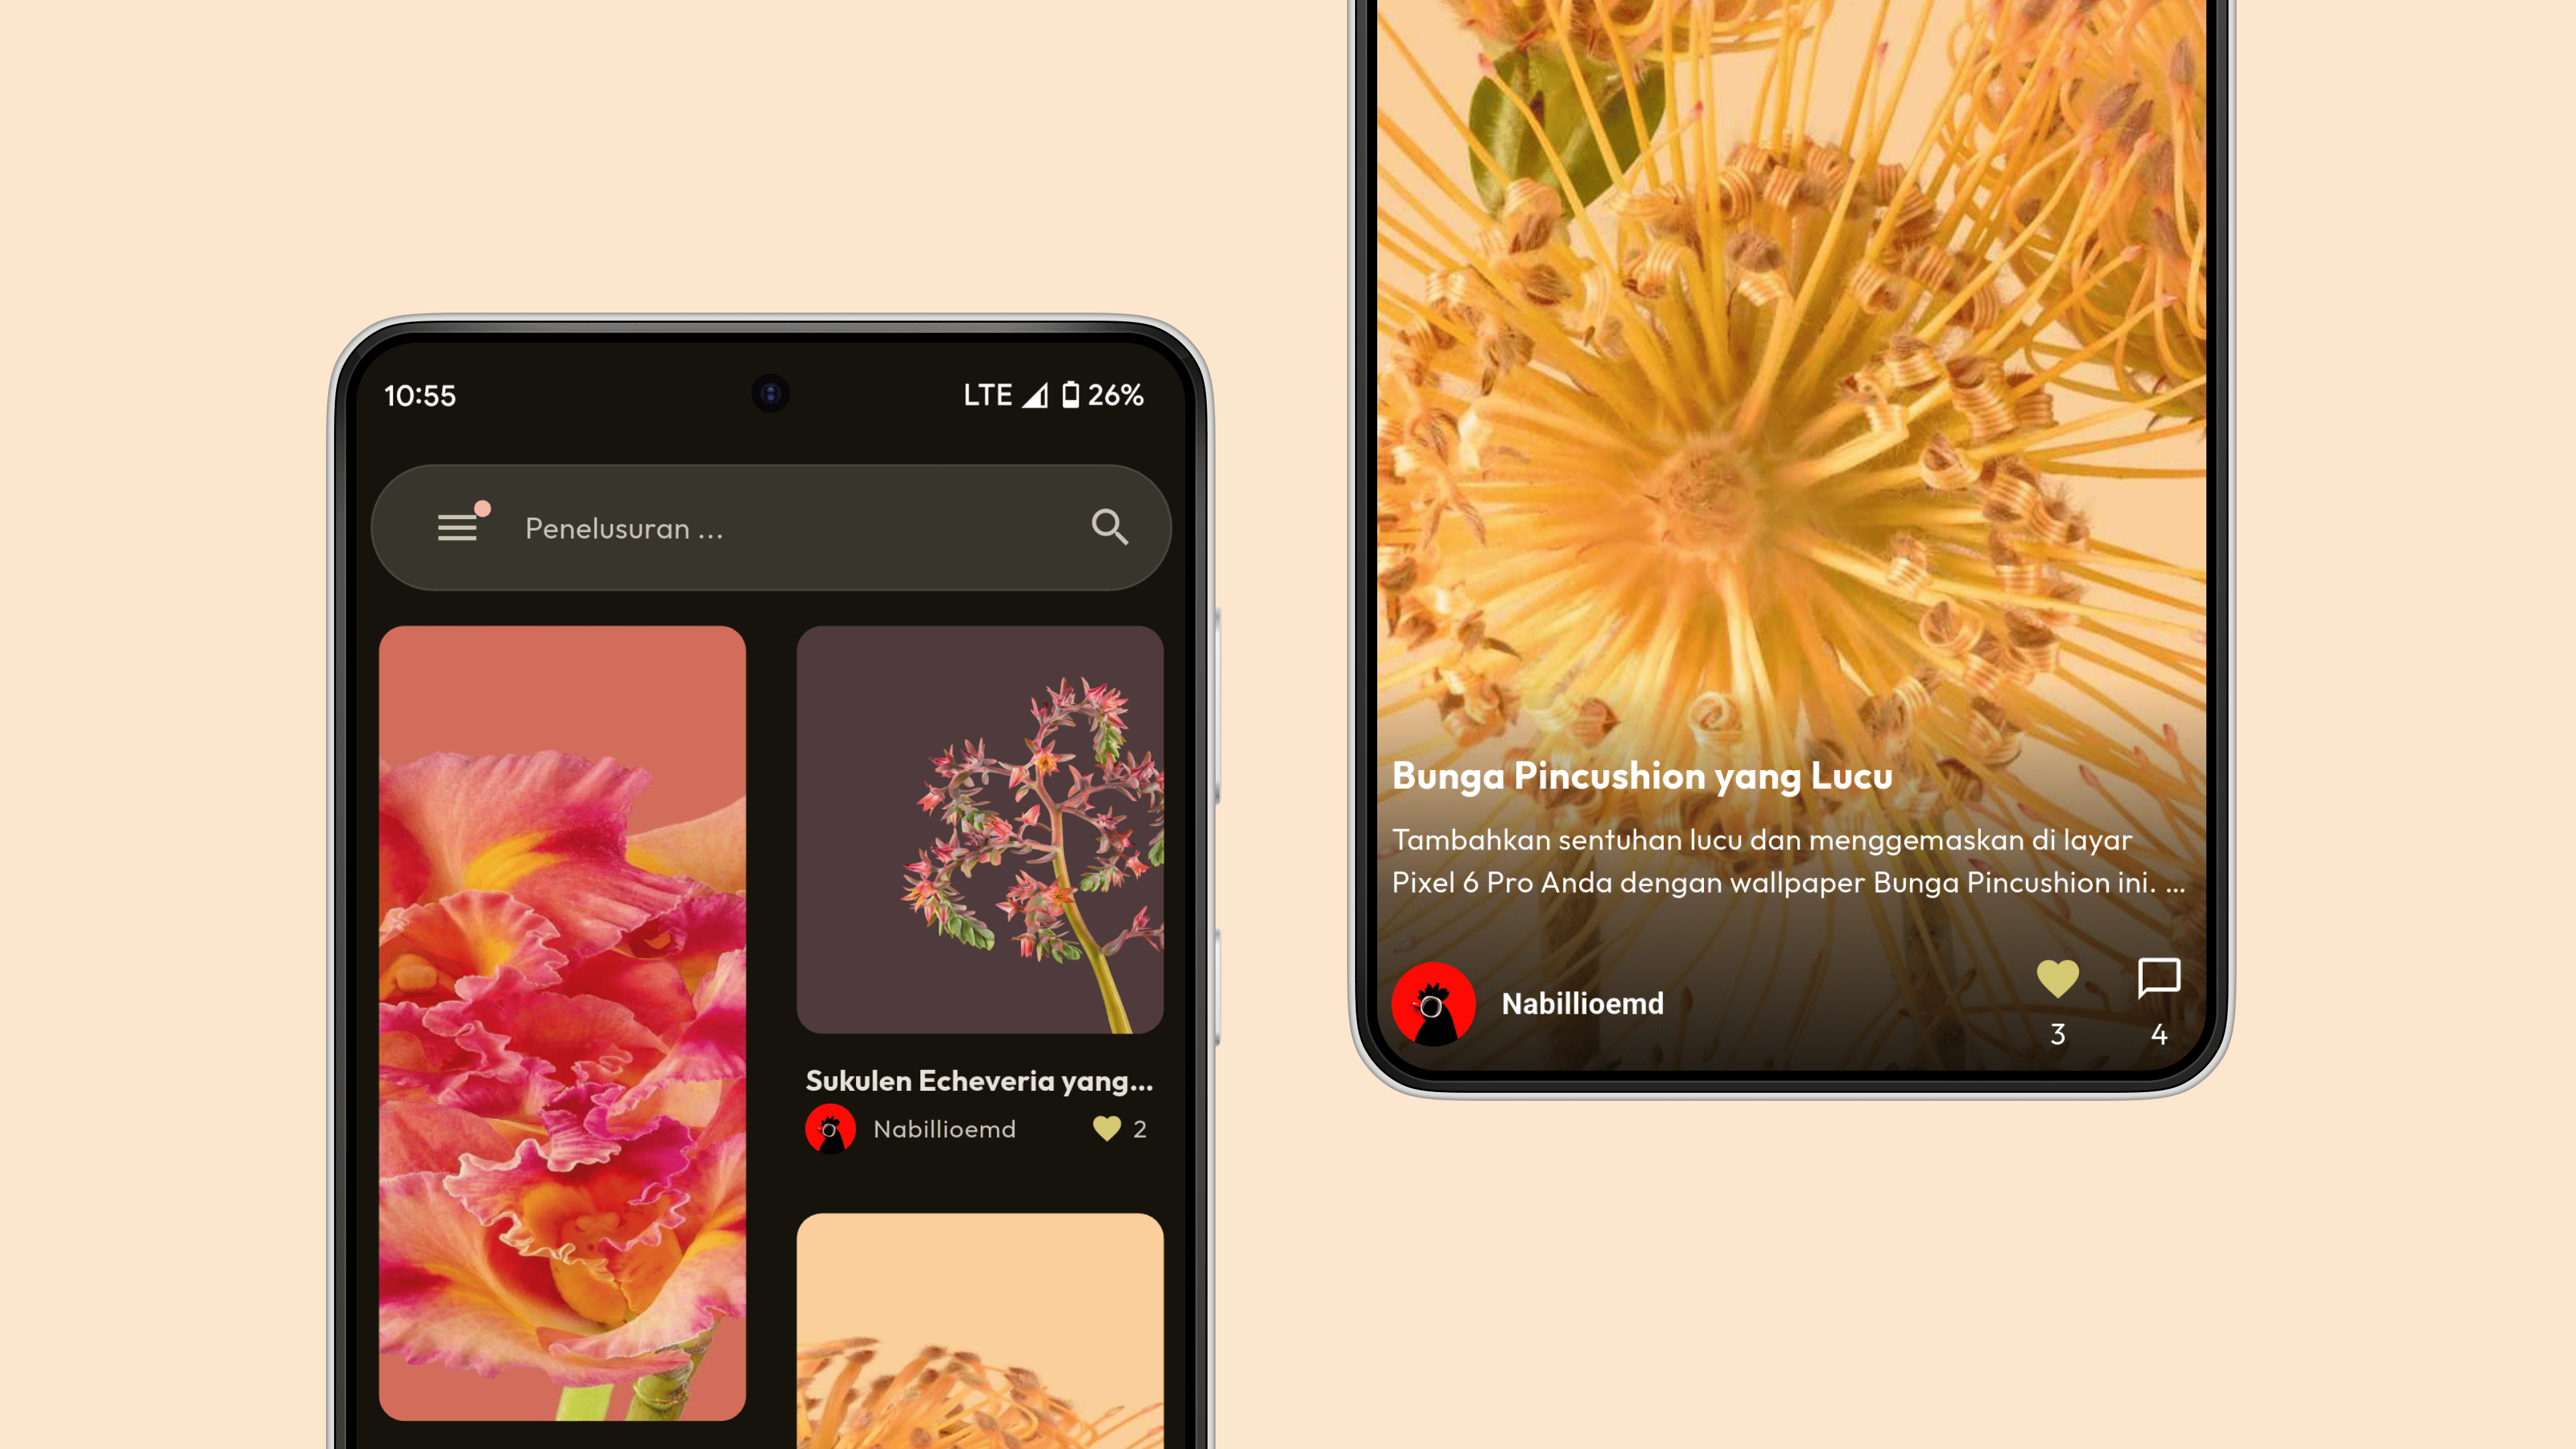 10:55
LTE 26%
Penelusuran ...
Sukulen Echeveria yang...
Nabillioemd 2
Bunga Pincushion yang Lucu
Tambahkan sentuhan lucu dan menggemaskan di layar
Pixel 6 Pro Anda dengan wallpaper Bunga Pincushion ini. ...
Nabillioemd
3 4